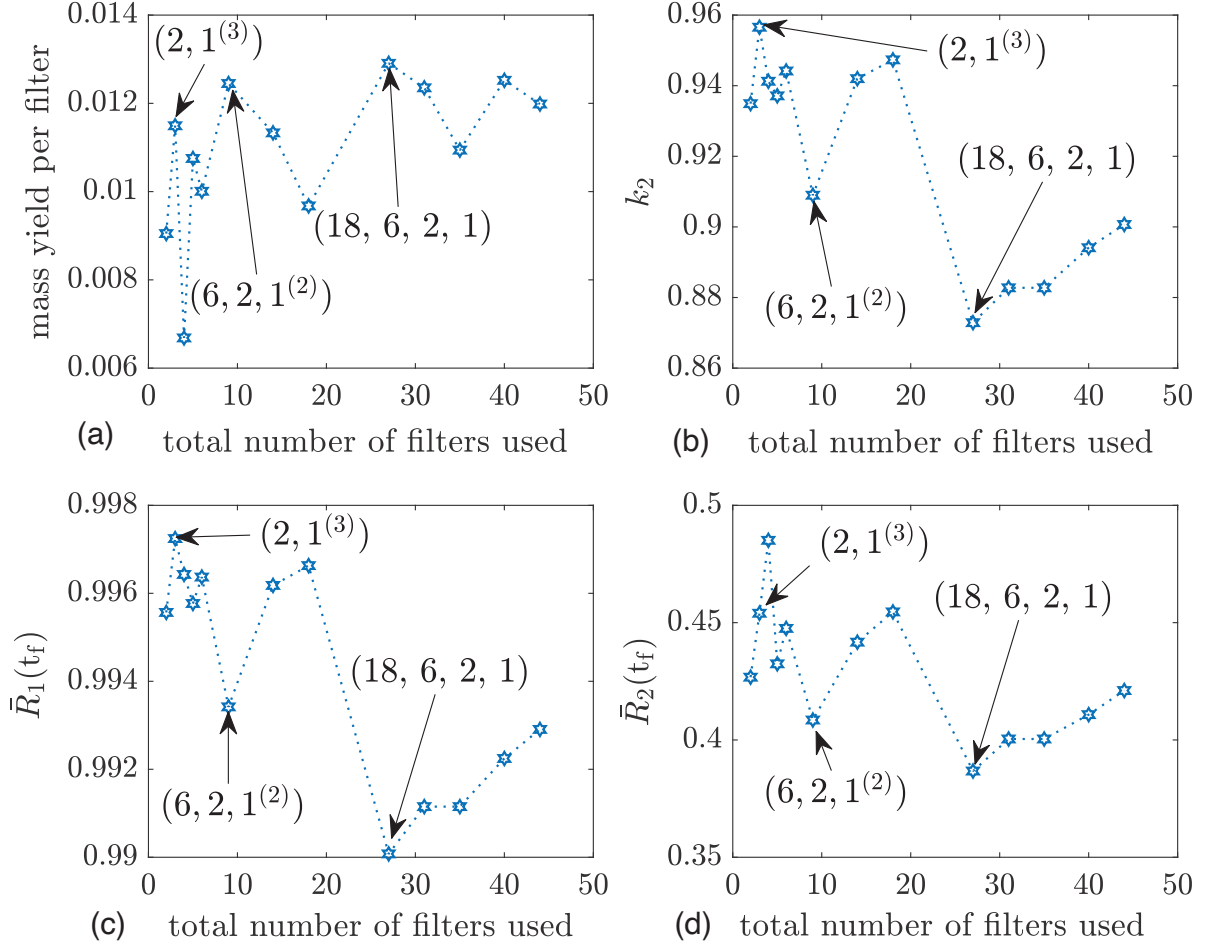 mass yield per filter
0.014
0.012
0.01
0.008
0.006
(2, 1^(3))
(18, 6, 2, 1)
(6, 2, 1^(2))
0 10 20 30 40 50
(a) total number of filters used
k₂
0.96
0.94
0.92
0.9
0.88
0.86
(2, 1^(3))
(18, 6, 2, 1)
(6, 2, 1^(2))
0 10 20 30 40 50
(b) total number of filters used
R̄₁(t_f)
0.998
0.996
0.994
0.992
0.99
(2, 1^(3))
(18, 6, 2, 1)
(6, 2, 1^(2))
0 10 20 30 40 50
(c) total number of filters used
R̄₂(t_f)
0.5
0.45
0.4
0.35
(2, 1^(3))
(18, 6, 2, 1)
(6, 2, 1^(2))
0 10 20 30 40 50
(d) total number of filters used